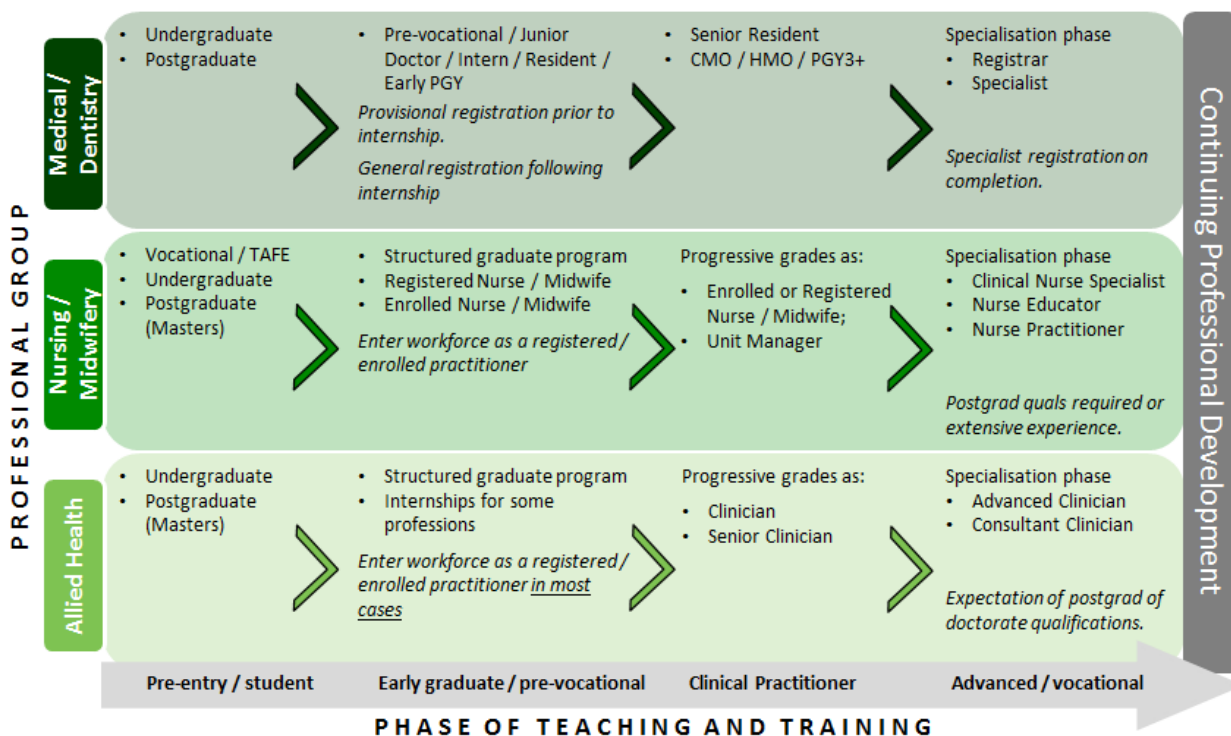 PROFESSIONAL GROUP
Medical /
Dentistry
• Undergraduate
• Postgraduate
• Pre-vocational / Junior
Doctor / Intern / Resident /
Early PGY
Provisional registration prior to
internship.
General registration following
internship
• Senior Resident
• CMO / HMO / PGY3+
Specialisation phase
• Registrar
• Specialist
Specialist registration on
completion.
Nursing /
Midwifery
• Vocational / TAFE
• Undergraduate
• Postgraduate
(Masters)
• Structured graduate program
• Registered Nurse / Midwife
• Enrolled Nurse / Midwife
Enter workforce as a registered /
enrolled practitioner
Progressive grades as:
• Enrolled or Registered
Nurse / Midwife;
• Unit Manager
Specialisation phase
• Clinical Nurse Specialist
• Nurse Educator
• Nurse Practitioner
Postgrad quals required or
extensive experience.
Allied Health
• Undergraduate
• Postgraduate
(Masters)
• Structured graduate program
• Internships for some
professions
Enter workforce as a registered /
enrolled practitioner in most
cases
Progressive grades as:
• Clinician
• Senior Clinician
Specialisation phase
• Advanced Clinician
• Consultant Clinician
Expectation of postgrad of
doctorate qualifications.
Continuing Professional Development
Pre-entry / student
Early graduate / pre-vocational
Clinical Practitioner
Advanced / vocational
PHASE OF TEACHING AND TRAINING